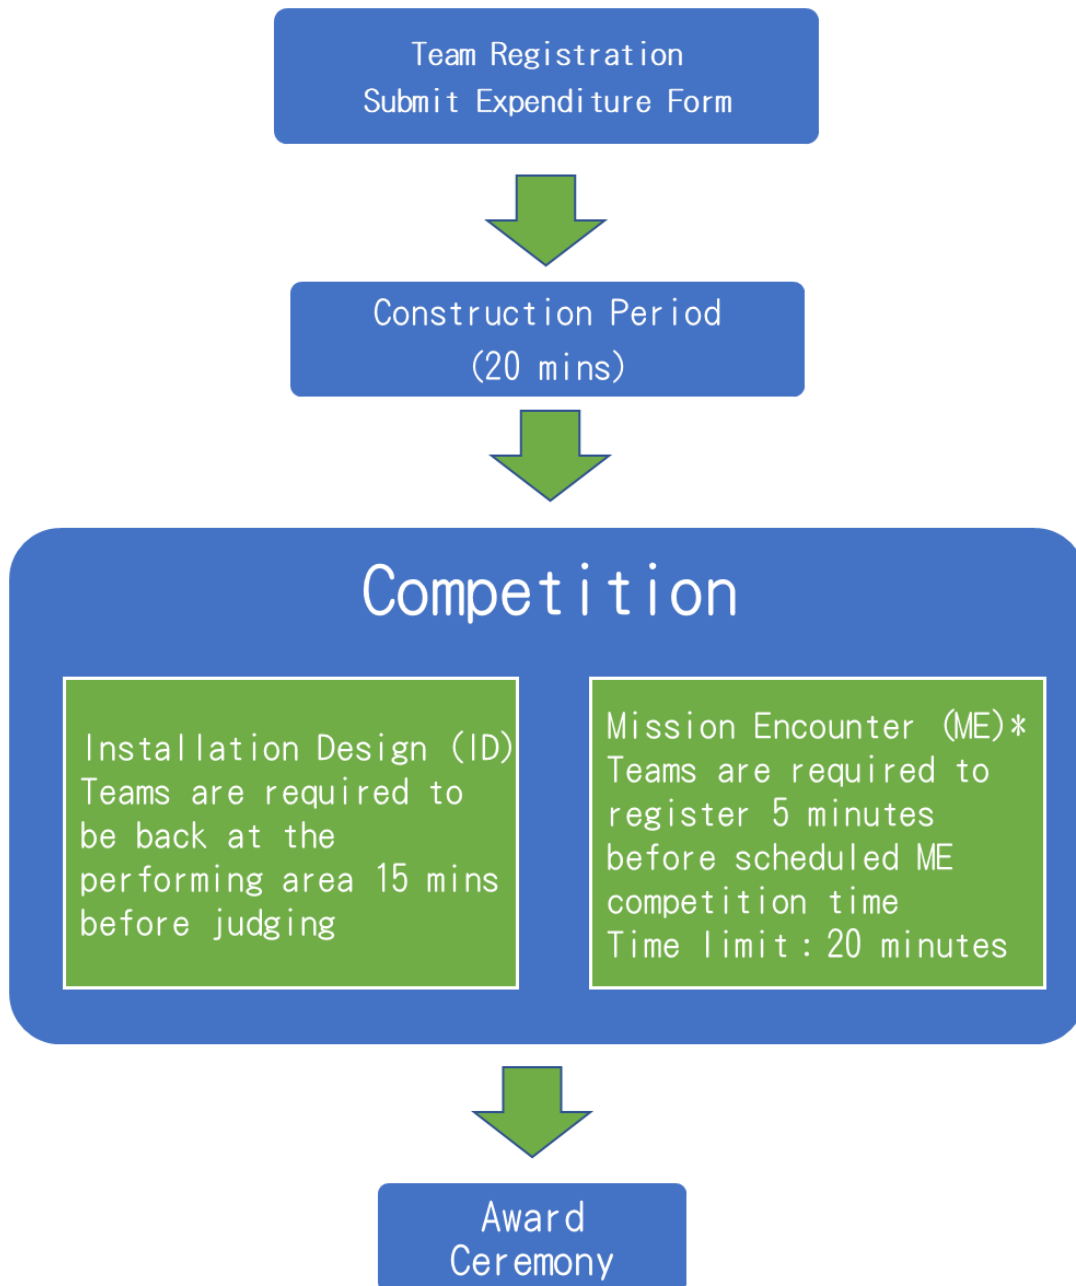 Team Registration
Submit Expenditure Form
Construction Period
(20 mins)
Competition
Installation Design (ID)
Teams are required to
be back at the
performing area 15 mins
before judging
Mission Encounter (ME)*
Teams are required to
register 5 minutes
before scheduled ME
competition time
Time limit：20 minutes
Award
Ceremony